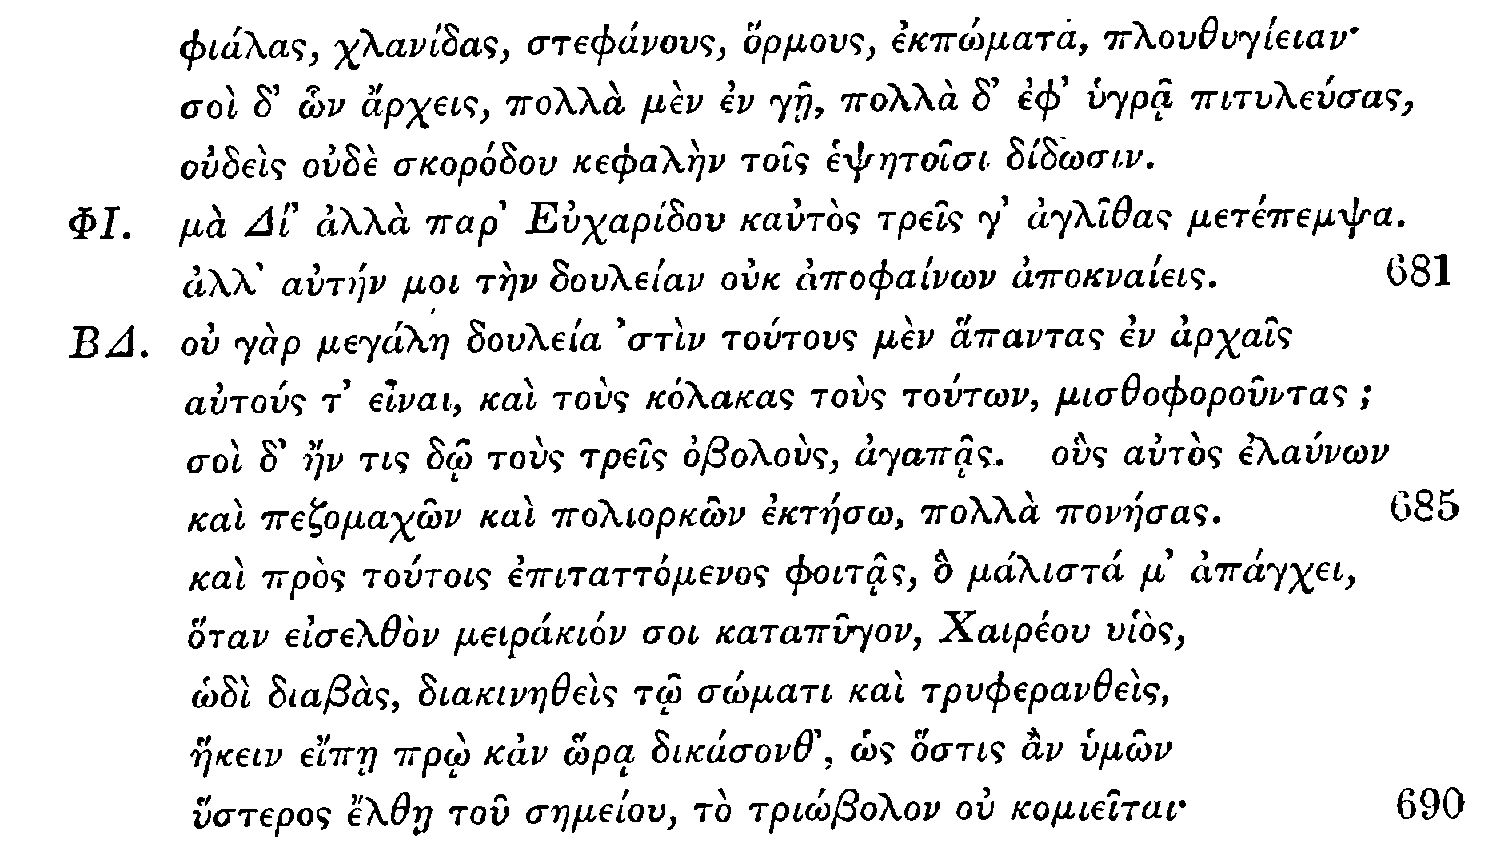 φιάλας, χλανίδας, στεφάνους, ὅρμους, ἐκπώματα, πλουθυγίειαν·
σοὶ δ’ ὧν ἄρχεις, πολλὰ μὲν ἐν γῇ, πολλὰ δ’ ἐφ’ ὑγρᾷ πιτυλεύσας,
οὐδεὶς οὐδὲ σκορόδου κεφαλὴν τοῖς ἑψητοῖσι δίδωσιν.
ΦΙ. μὰ Δί’ ἀλλὰ παρ’ Εὐχαρίδου καὐτὸς τρεῖς γ’ ἀγλῖθας μετέπεμψα.
ἀλλ’ αὐτήν μοι τὴν δουλείαν οὐκ ἀποφαίνων ἀποκναίεις. 681
ΒΔ. οὐ γὰρ μεγάλη δουλεία ’στὶν τούτους μὲν ἅπαντας ἐν ἀρχαῖς
αὐτούς τ’ εἶναι, καὶ τοὺς κόλακας τοὺς τούτων, μισθοφοροῦντας ;
σοὶ δ’ ἤν τις δῷ τοὺς τρεῖς ὀβολοὺς, ἀγαπᾷς. οὓς αὐτὸς ἐλαύνων
καὶ πεζομαχῶν καὶ πολιορκῶν ἐκτήσω, πολλὰ πονήσας. 685
καὶ πρὸς τούτοις ἐπιταττόμενος φοιτᾷς, ὃ μάλιστά μ’ ἀπάγχει,
ὅταν εἰσελθὸν μειράκιόν σοι καταπῦγον, Χαιρέου υἱὸς,
ὡδὶ διαβὰς, διακινηθεὶς τῷ σώματι καὶ τρυφερανθεὶς,
ἥκειν εἴπῃ πρῲ κἀν ὥρᾳ δικάσονθ’, ὡς ὅστις ἂν ὑμῶν
ὕστερος ἔλθῃ τοῦ σημείου, τὸ τριώβολον οὐ κομιεῖται· 690